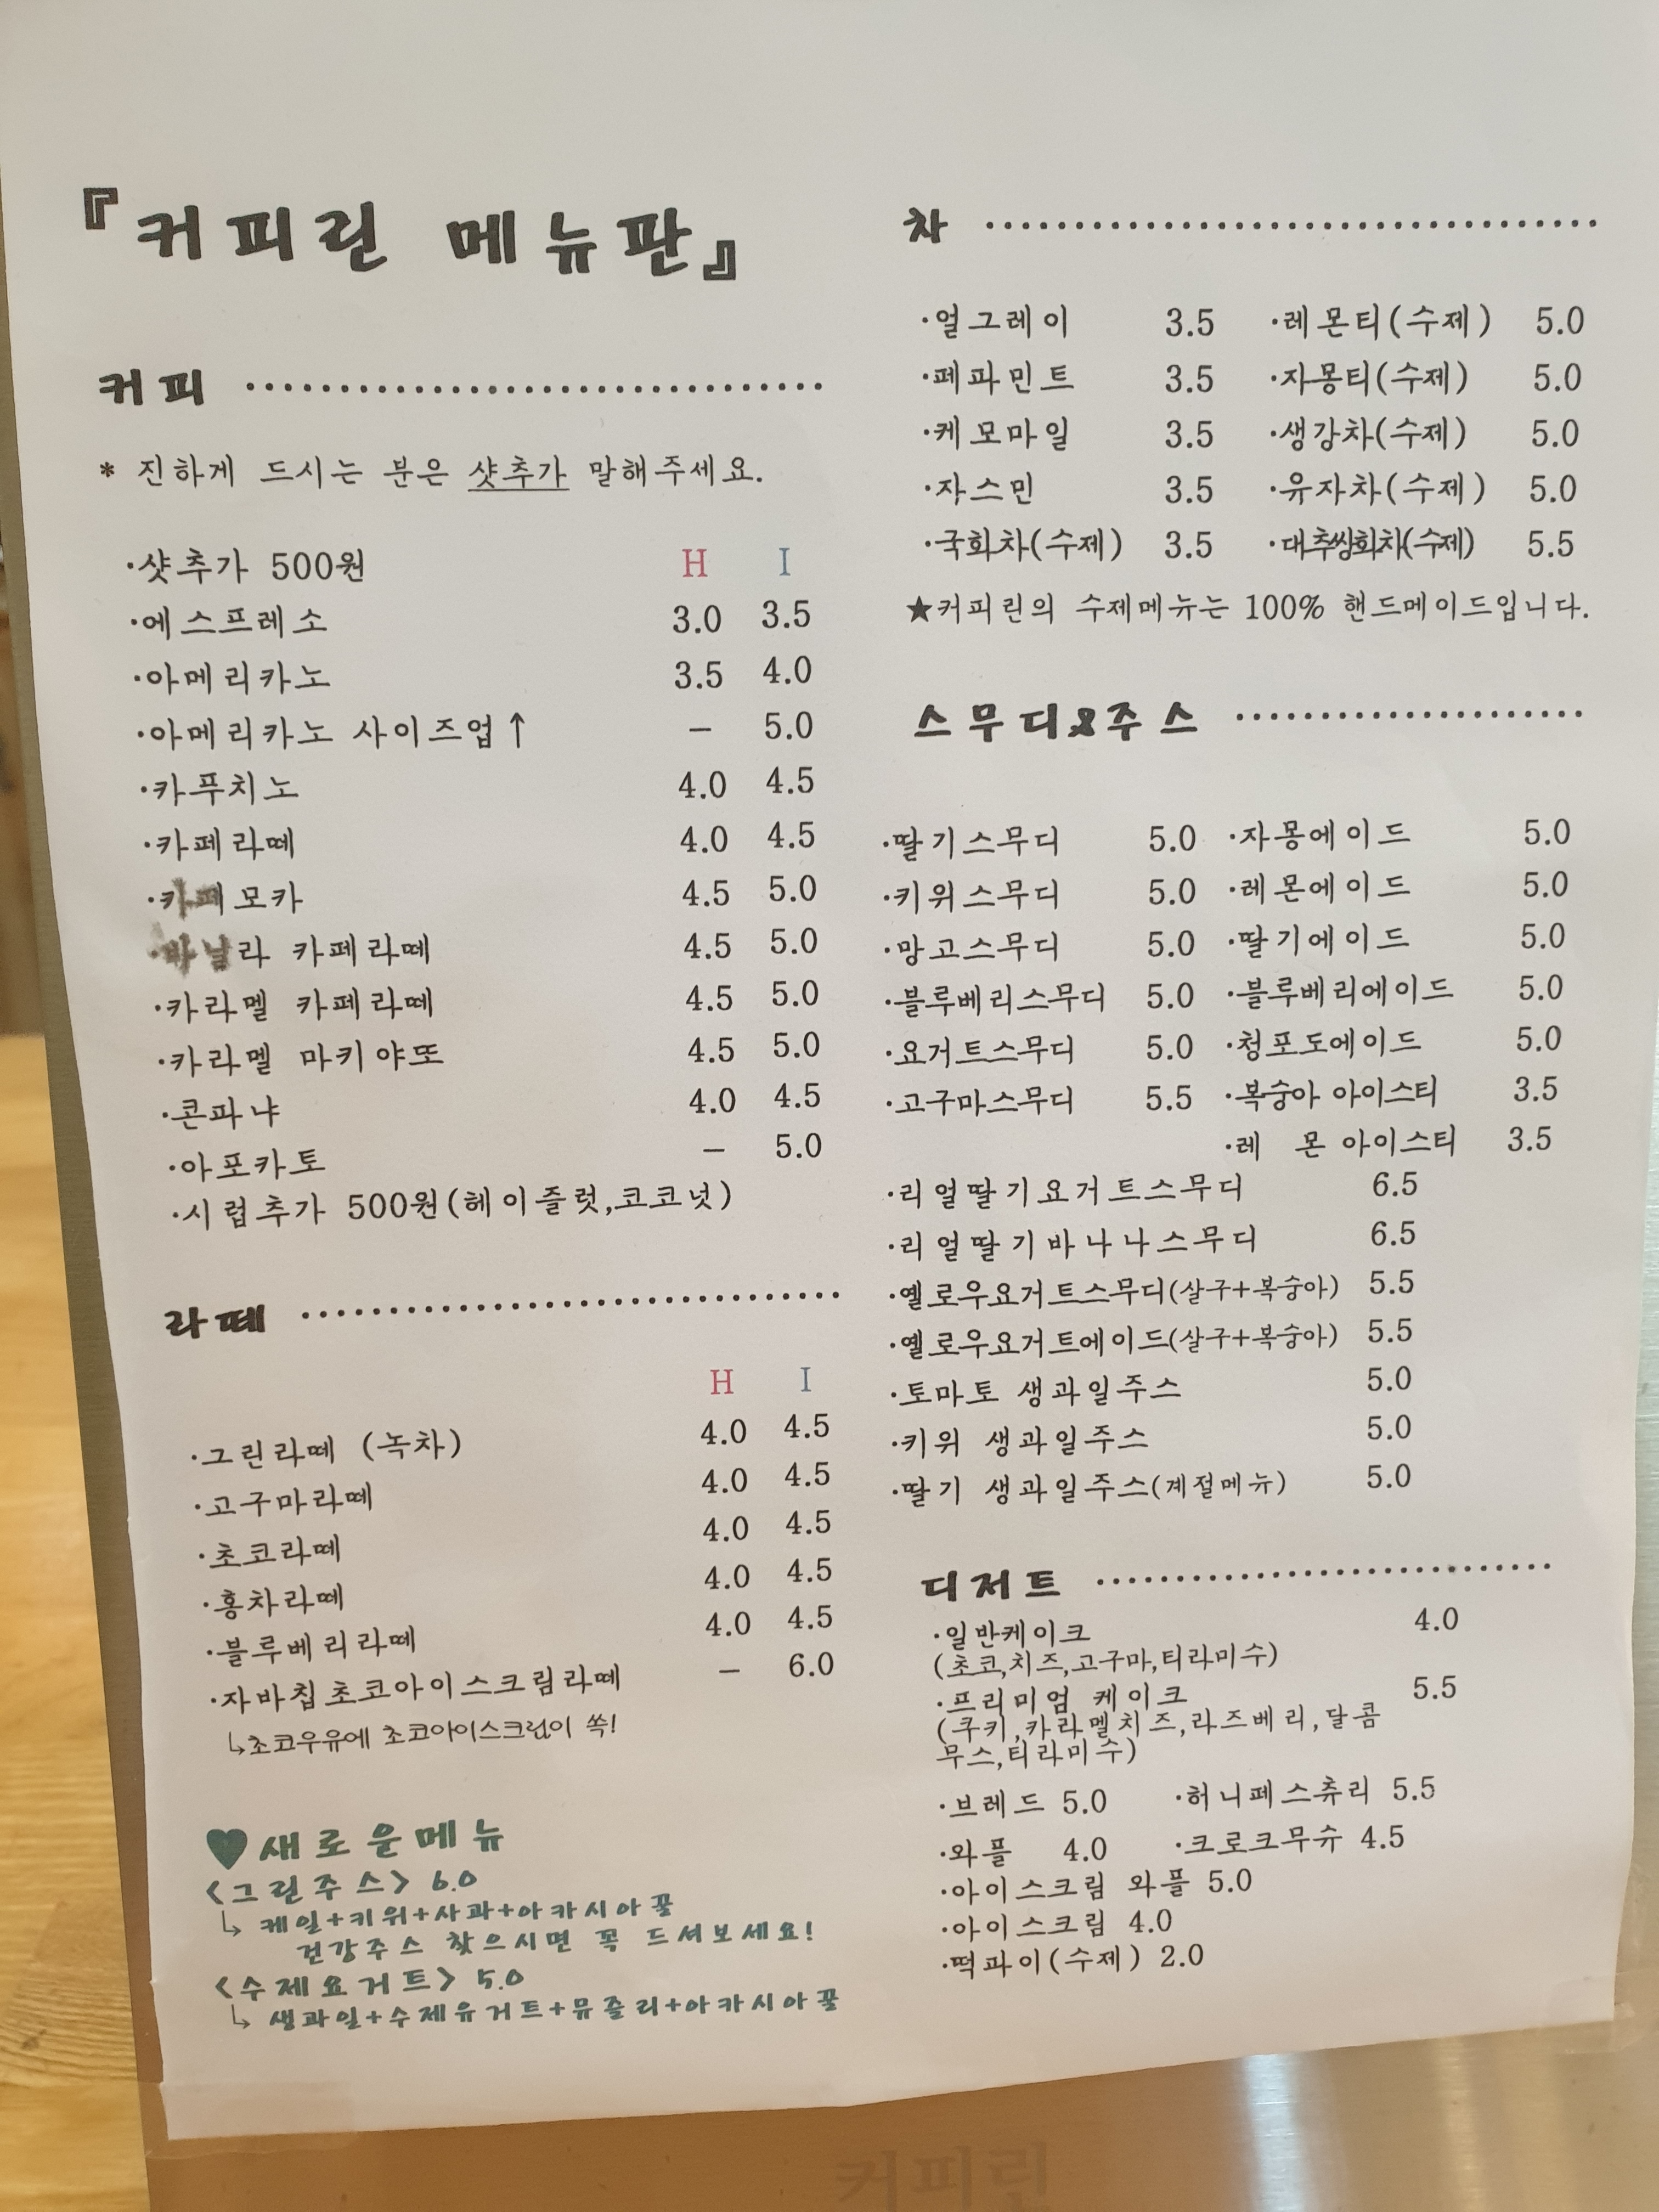 『커피린 메뉴판』
커피
* 진하게 드시는 분은 샷추가 말해주세요.
·샷추가 500원 H I
·에스프레소 3.0 3.5
·아메리카노 3.5 4.0
·아메리카노 사이즈업↑ – 5.0
·카푸치노 4.0 4.5
·카페라떼 4.0 4.5
·카페모카 4.5 5.0
·바닐라 카페라떼 4.5 5.0
·카라멜 카페라떼 4.5 5.0
·카라멜 마키야또 4.5 5.0
·콘파냐 4.0 4.5
·아포카토 – 5.0
·시럽추가 500원(헤이즐럿,코코넛)
라떼
H I
·그린라떼 (녹차) 4.0 4.5
·고구마라떼 4.0 4.5
·초코라떼 4.0 4.5
·홍차라떼 4.0 4.5
·블루베리라떼 4.0 4.5
·자바칩초코아이스크림라떼 – 6.0
↳초코우유에 초코아이스크림이 쏙!
♥새로운메뉴
<그린주스> 6.0
↳ 케일+키위+사과+아카시아꿀
건강주스 찾으시면 꼭 드셔보세요!
<수제요거트> 5.0
↳ 생과일+수제유거트+뮤즐리+아카시아꿀
차
·얼그레이 3.5 ·레몬티(수제) 5.0
·페파민트 3.5 ·자몽티(수제) 5.0
·케모마일 3.5 ·생강차(수제) 5.0
·자스민 3.5 ·유자차(수제) 5.0
·국화차(수제) 3.5 ·대추쌍화차(수제) 5.5
★커피린의 수제메뉴는 100% 핸드메이드입니다.
스무디&주스
·딸기스무디 5.0 ·자몽에이드 5.0
·키위스무디 5.0 ·레몬에이드 5.0
·망고스무디 5.0 ·딸기에이드 5.0
·블루베리스무디 5.0 ·블루베리에이드 5.0
·요거트스무디 5.0 ·청포도에이드 5.0
·고구마스무디 5.5 ·복숭아 아이스티 3.5
·레 몬 아이스티 3.5
·리얼딸기요거트스무디 6.5
·리얼딸기바나나스무디 6.5
·옐로우요거트스무디(살구+복숭아) 5.5
·옐로우요거트에이드(살구+복숭아) 5.5
·토마토 생과일주스 5.0
·키위 생과일주스 5.0
·딸기 생과일주스(계절메뉴) 5.0
디저트
·일반케이크 4.0
(초코,치즈,고구마,티라미수)
·프리미엄 케이크 5.5
(쿠키,카라멜치즈,라즈베리,달콤
무스,티라미수)
·브레드 5.0 ·허니페스츄리 5.5
·와플 4.0 ·크로크무슈 4.5
·아이스크림 와플 5.0
·아이스크림 4.0
·떡파이(수제) 2.0
커피린